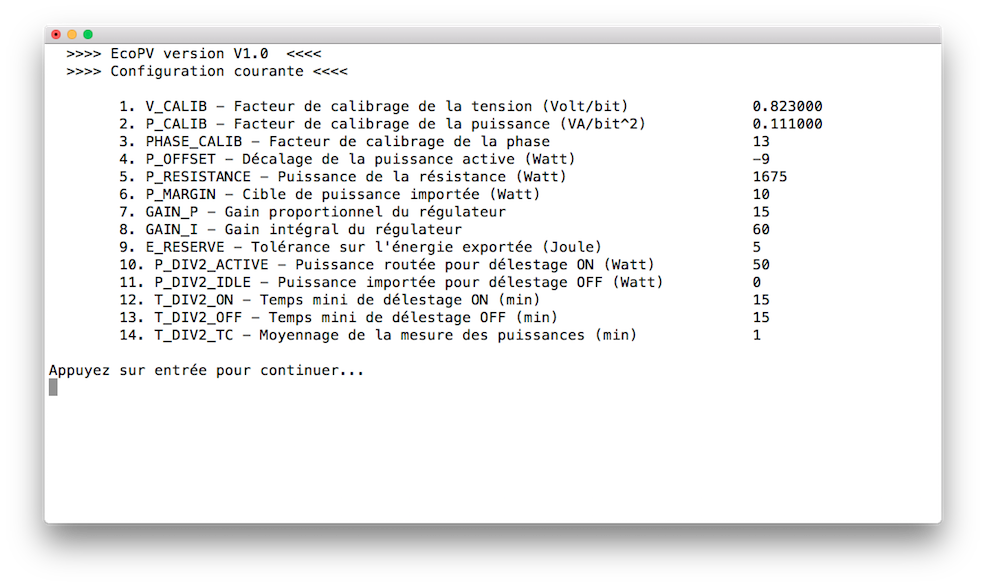 >>>> EcoPV version V1.0 <<<<
>>>> Configuration courante <<<<
1. V_CALIB – Facteur de calibrage de la tension (Volt/bit) 0.823000
2. P_CALIB – Facteur de calibrage de la puissance (VA/bit^2) 0.111000
3. PHASE_CALIB – Facteur de calibrage de la phase 13
4. P_OFFSET – Décalage de la puissance active (Watt) –9
5. P_RESISTANCE – Puissance de la résistance (Watt) 1675
6. P_MARGIN – Cible de puissance importée (Watt) 10
7. GAIN_P – Gain proportionnel du régulateur 15
8. GAIN_I – Gain intégral du régulateur 60
9. E_RESERVE – Tolérance sur l'énergie exportée (Joule) 5
10. P_DIV2_ACTIVE – Puissance routée pour délestage ON (Watt) 50
11. P_DIV2_IDLE – Puissance importée pour délestage OFF (Watt) 0
12. T_DIV2_ON – Temps mini de délestage ON (min) 15
13. T_DIV2_OFF – Temps mini de délestage OFF (min) 15
14. T_DIV2_TC – Moyennage de la mesure des puissances (min) 1
Appuyez sur entrée pour continuer...